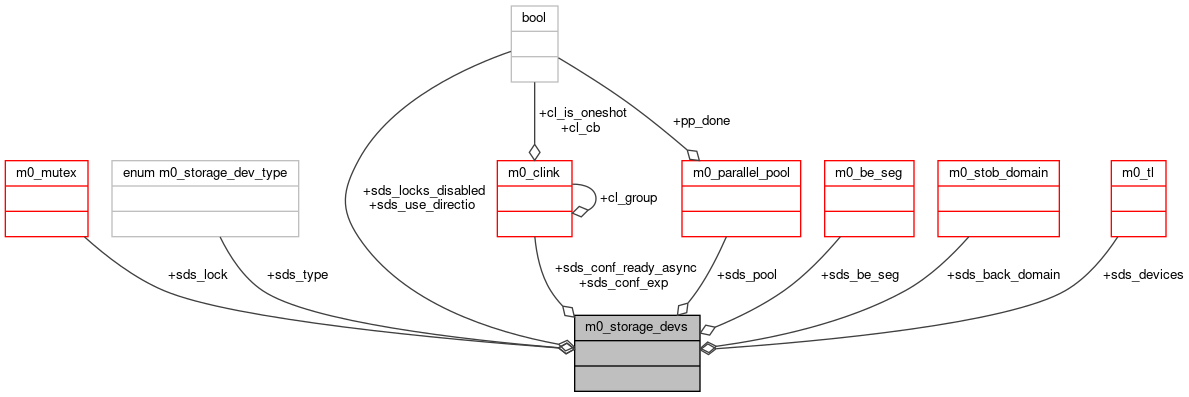 bool
+cl_is_oneshot
+cl_cb
+pp_done
m0_mutex
enum m0_storage_dev_type
m0_clink
m0_parallel_pool
m0_be_seg
m0_stob_domain
m0_tl
+sds_locks_disabled
+sds_use_directio
+cl_group
+sds_lock
+sds_type
+sds_conf_ready_async
+sds_conf_exp
+sds_pool
+sds_be_seg
+sds_back_domain
+sds_devices
m0_storage_devs